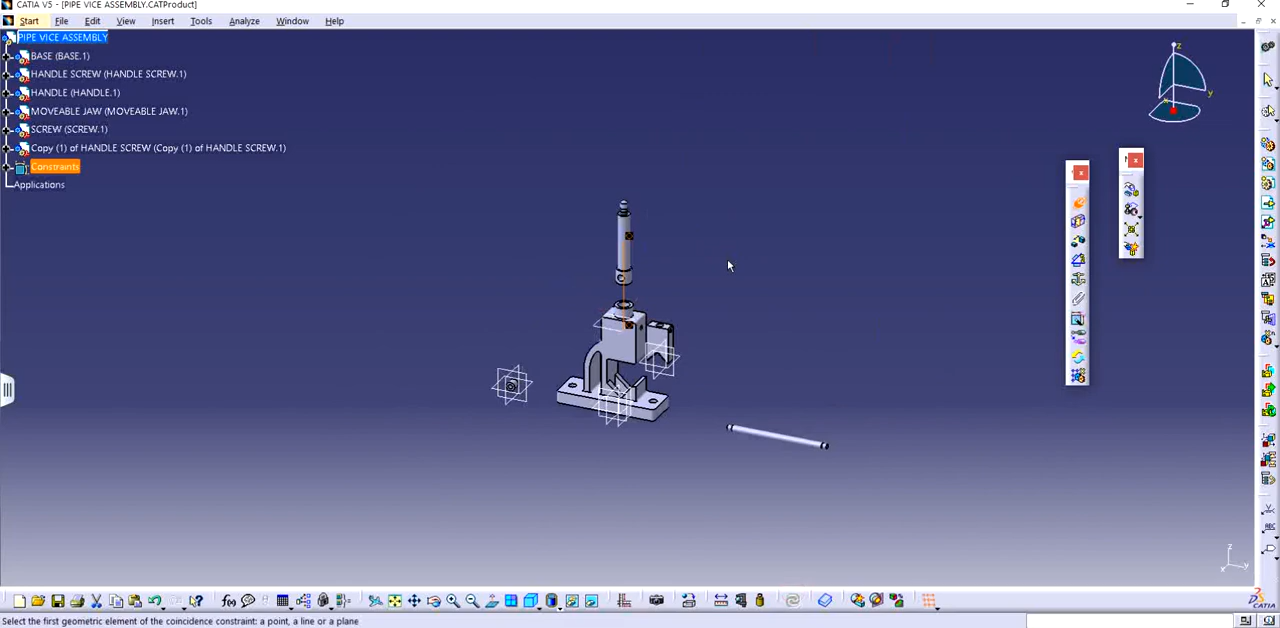 CATIA V5 - [PIPE VICE ASSEMBLY.CATProduct]
Start File Edit View Insert Tools Analyze Window Help
PIPE VICE ASSEMBLY
BASE (BASE.1)
HANDLE SCREW (HANDLE SCREW.1)
HANDLE (HANDLE.1)
MOVEABLE JAW (MOVEABLE JAW.1)
SCREW (SCREW.1)
Copy (1) of HANDLE SCREW (Copy (1) of HANDLE SCREW.1)
Constraints
Applications
z
y
x
z
x y
CATIA
Select the first geometric element of the coincidence constraint: a point, a line or a plane